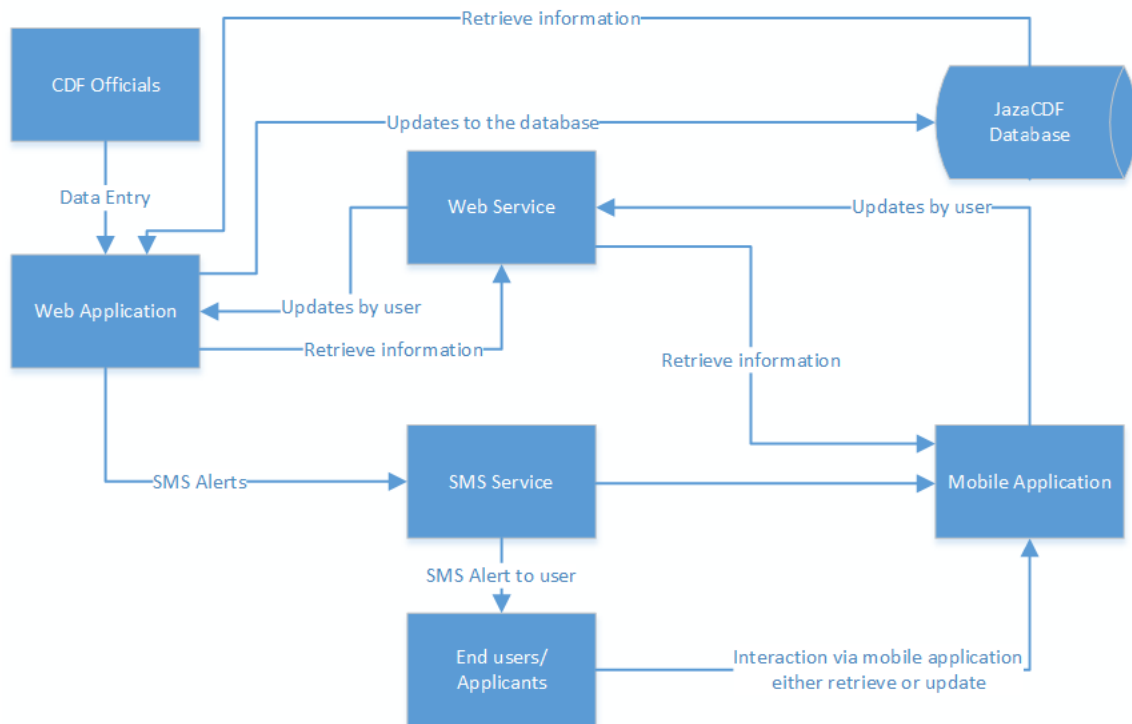 Retrieve information
CDF Officials
JazaCDF
Database
Updates to the database
Data Entry
Web Service
Updates by user
Web Application
Updates by user
Retrieve information
Retrieve information
SMS Alerts
SMS Service
Mobile Application
SMS Alert to user
End users/
Applicants
Interaction via mobile application
either retrieve or update